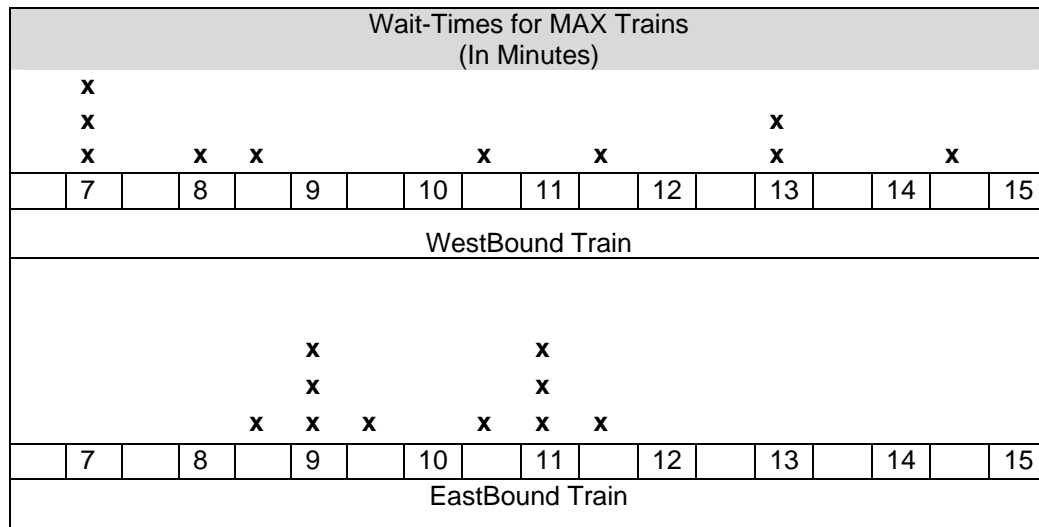 Wait-Times for MAX Trains
(In Minutes)
x
x x
x x x x x x x
7 8 9 10 11 12 13 14 15
WestBound Train
x x
x x
x x x x x x
7 8 9 10 11 12 13 14 15
EastBound Train